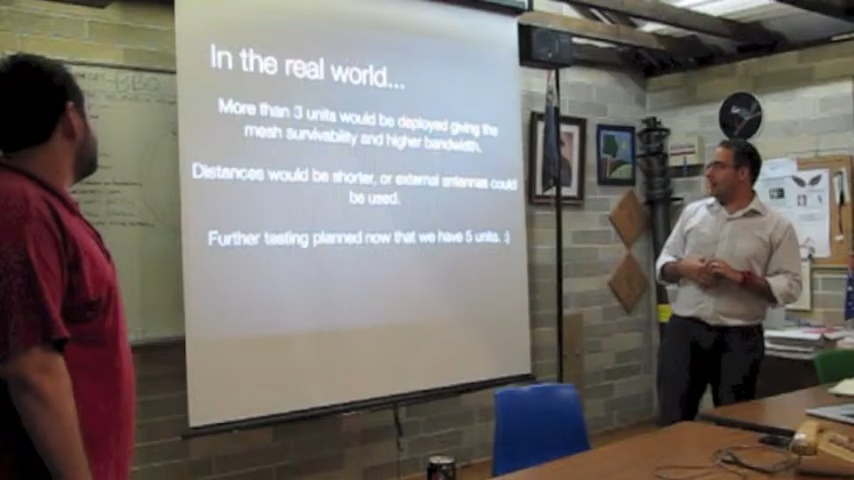 In the real world...
More than 3 units would be deployed giving the
mesh survivability and higher bandwidth.
Distances would be shorter, or external antennas could
be used.
Further testing planned now that we have 5 units. :)
BBQ